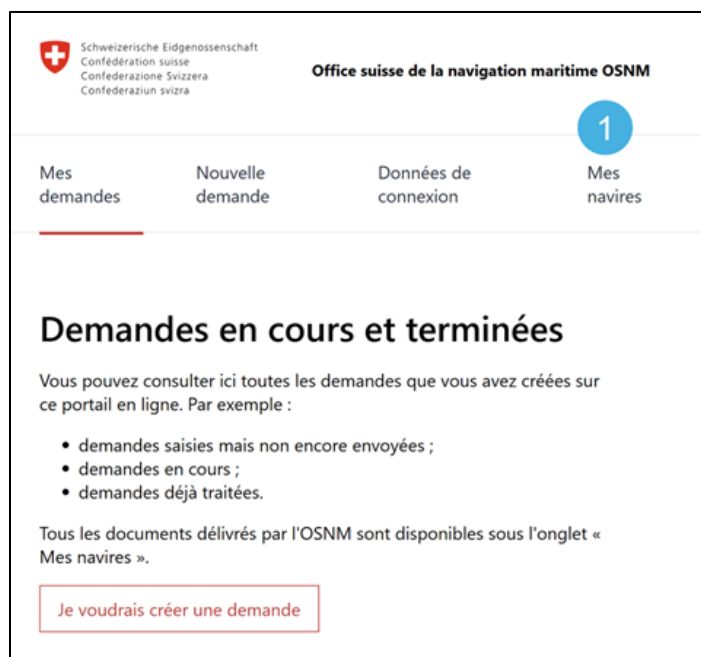 Schweizerische Eidgenossenschaft
Confédération suisse
Confederazione Svizzera
Confederaziun svizra
Office suisse de la navigation maritime OSNM
1
Mes
demandes
Nouvelle
demande
Données de
connexion
Mes
navires
Demandes en cours et terminées
Vous pouvez consulter ici toutes les demandes que vous avez créées sur
ce portail en ligne. Par exemple :
• demandes saisies mais non encore envoyées ;
• demandes en cours ;
• demandes déjà traitées.
Tous les documents délivrés par l'OSNM sont disponibles sous l'onglet «
Mes navires ».
Je voudrais créer une demande